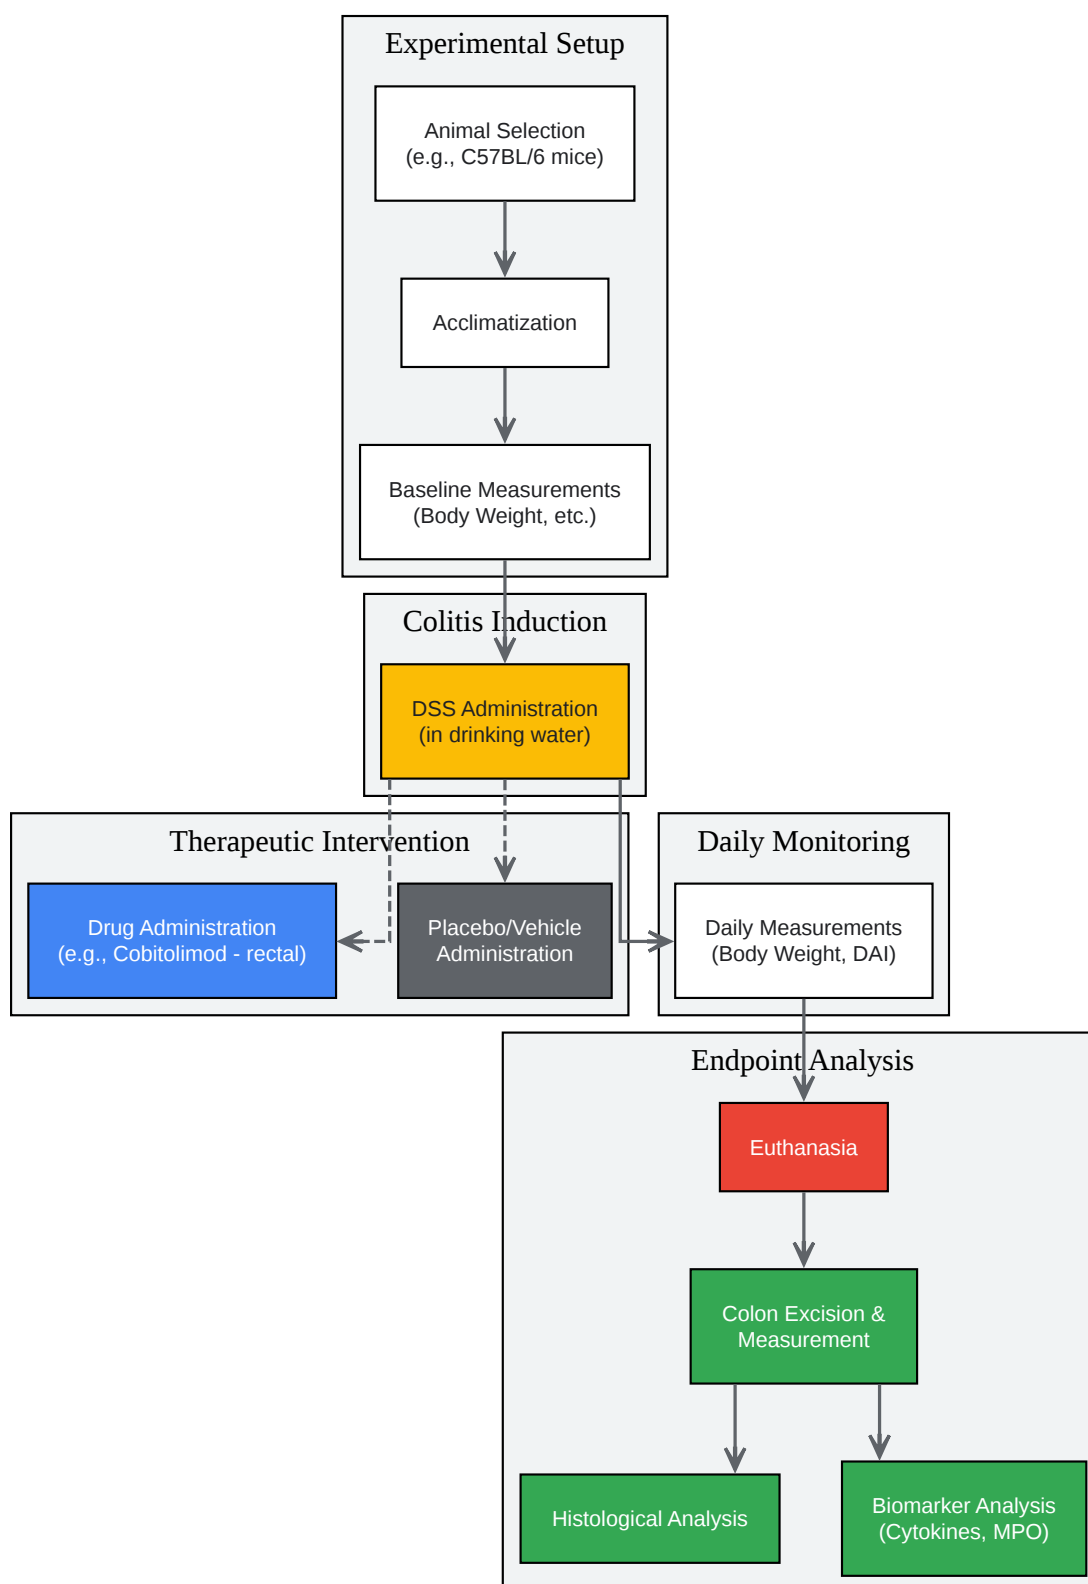 Experimental Setup
Animal Selection
(e.g., C57BL/6 mice)
Acclimatization
Baseline Measurements
(Body Weight, etc.)
Colitis Induction
DSS Administration
(in drinking water)
Therapeutic Intervention
Drug Administration
(e.g., Cobitolimod - rectal)
Placebo/Vehicle
Administration
Daily Monitoring
Daily Measurements
(Body Weight, DAI)
Endpoint Analysis
Euthanasia
Colon Excision &
Measurement
Histological Analysis
Biomarker Analysis
(Cytokines, MPO)